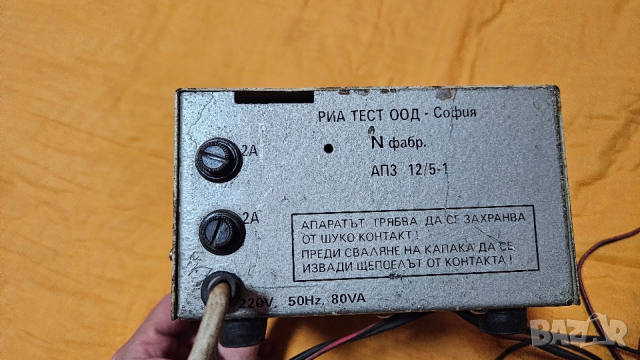 РИА ТЕСТ ООД - София
2А
N фабр.
АПЗ 12/5-1
2А
АПАРАТЪТ ТРЯБВА ДА СЕ ЗАХРАНВА
ОТ ШУКО КОНТАКТ !
ПРЕДИ СВАЛЯНЕ НА КАПАКА ДА СЕ
ИЗВАДИ ЩЕПСЕЛЪТ ОТ КОНТАКТА !
220V, 50Hz, 80VA
BAZAR